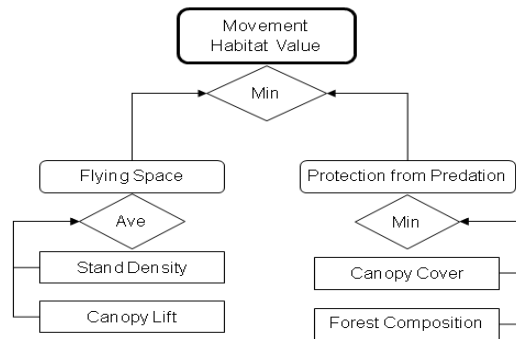 Movement
Habitat Value
Min
Flying Space
Protection from Predation
Ave
Min
Stand Density
Canopy Cover
Canopy Lift
Forest Composition